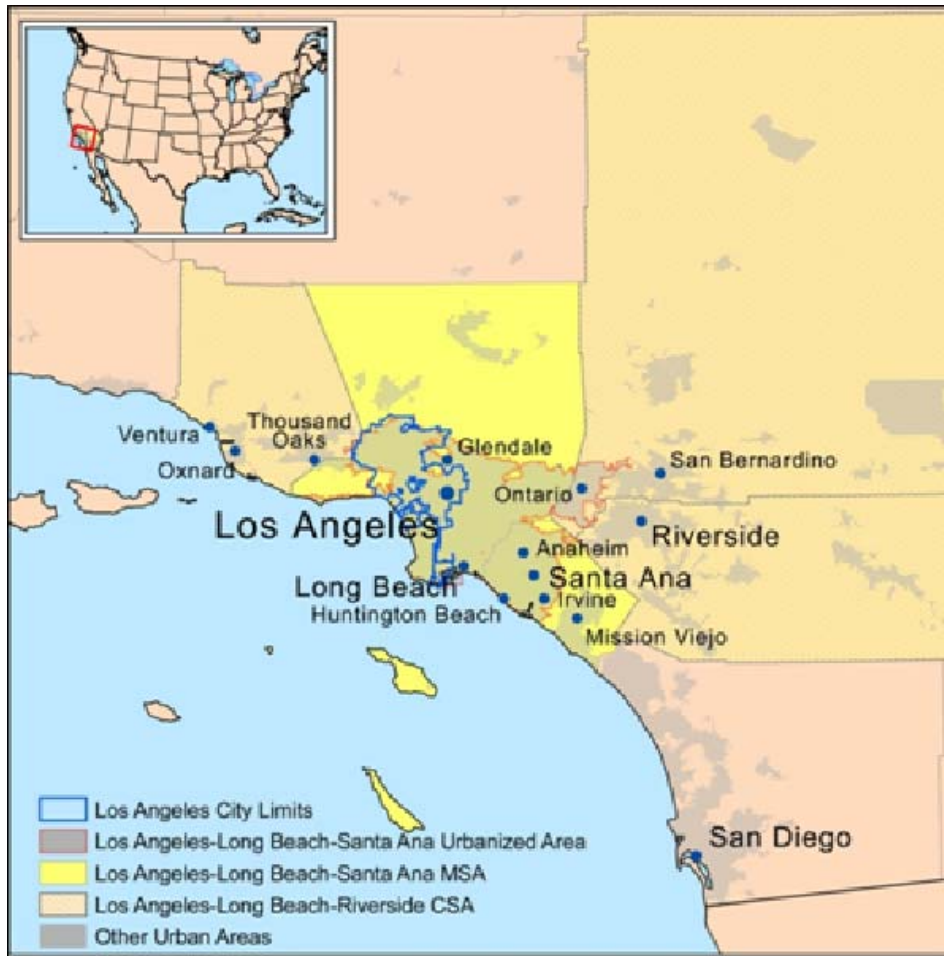 Ventura
Thousand
Oaks
Oxnard
Glendale
San Bernardino
Ontario
Los Angeles
Riverside
Anaheim
Long Beach
Santa Ana
Huntington Beach
Irvine
Mission Viejo
San Diego
Los Angeles City Limits
Los Angeles-Long Beach-Santa Ana Urbanized Area
Los Angeles-Long Beach-Santa Ana MSA
Los Angeles-Long Beach-Riverside CSA
Other Urban Areas